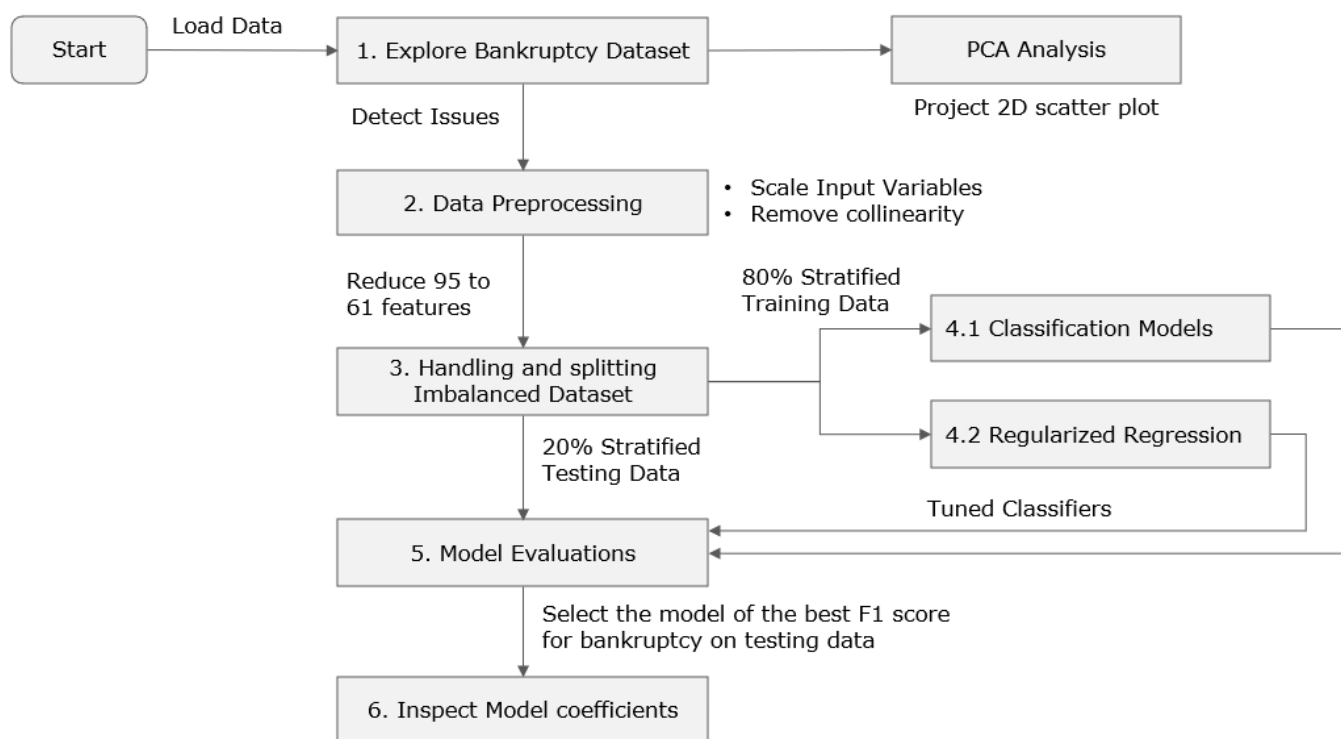 Start
Load Data
1. Explore Bankruptcy Dataset
PCA Analysis
Project 2D scatter plot
Detect Issues
2. Data Preprocessing
• Scale Input Variables
• Remove collinearity
Reduce 95 to
61 features
80% Stratified
Training Data
3. Handling and splitting
Imbalanced Dataset
4.1 Classification Models
4.2 Regularized Regression
20% Stratified
Testing Data
Tuned Classifiers
5. Model Evaluations
Select the model of the best F1 score
for bankruptcy on testing data
6. Inspect Model coefficients